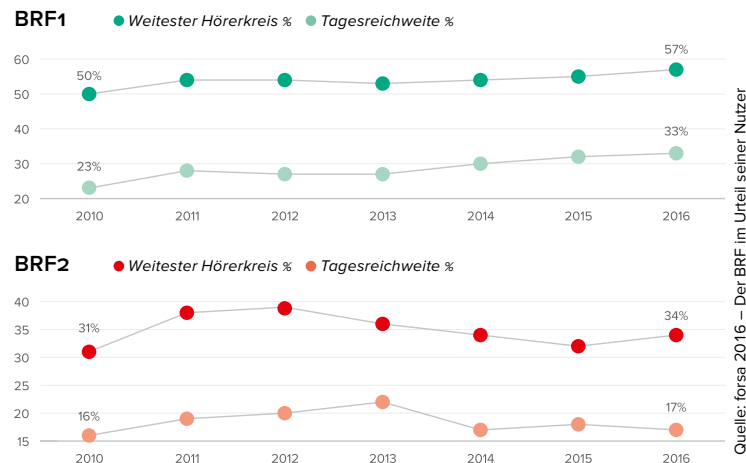 BRF1
Weitester Hörerkreis % Tagesreichweite %
60
50
40
30
20
50%
57%
23%
33%
2010 2011 2012 2013 2014 2015 2016
BRF2
Weitester Hörerkreis % Tagesreichweite %
40
35
30
25
20
15
31%
34%
16%
17%
2010 2011 2012 2013 2014 2015 2016
Quelle: forsa 2016 – Der BRF im Urteil seiner Nutzer